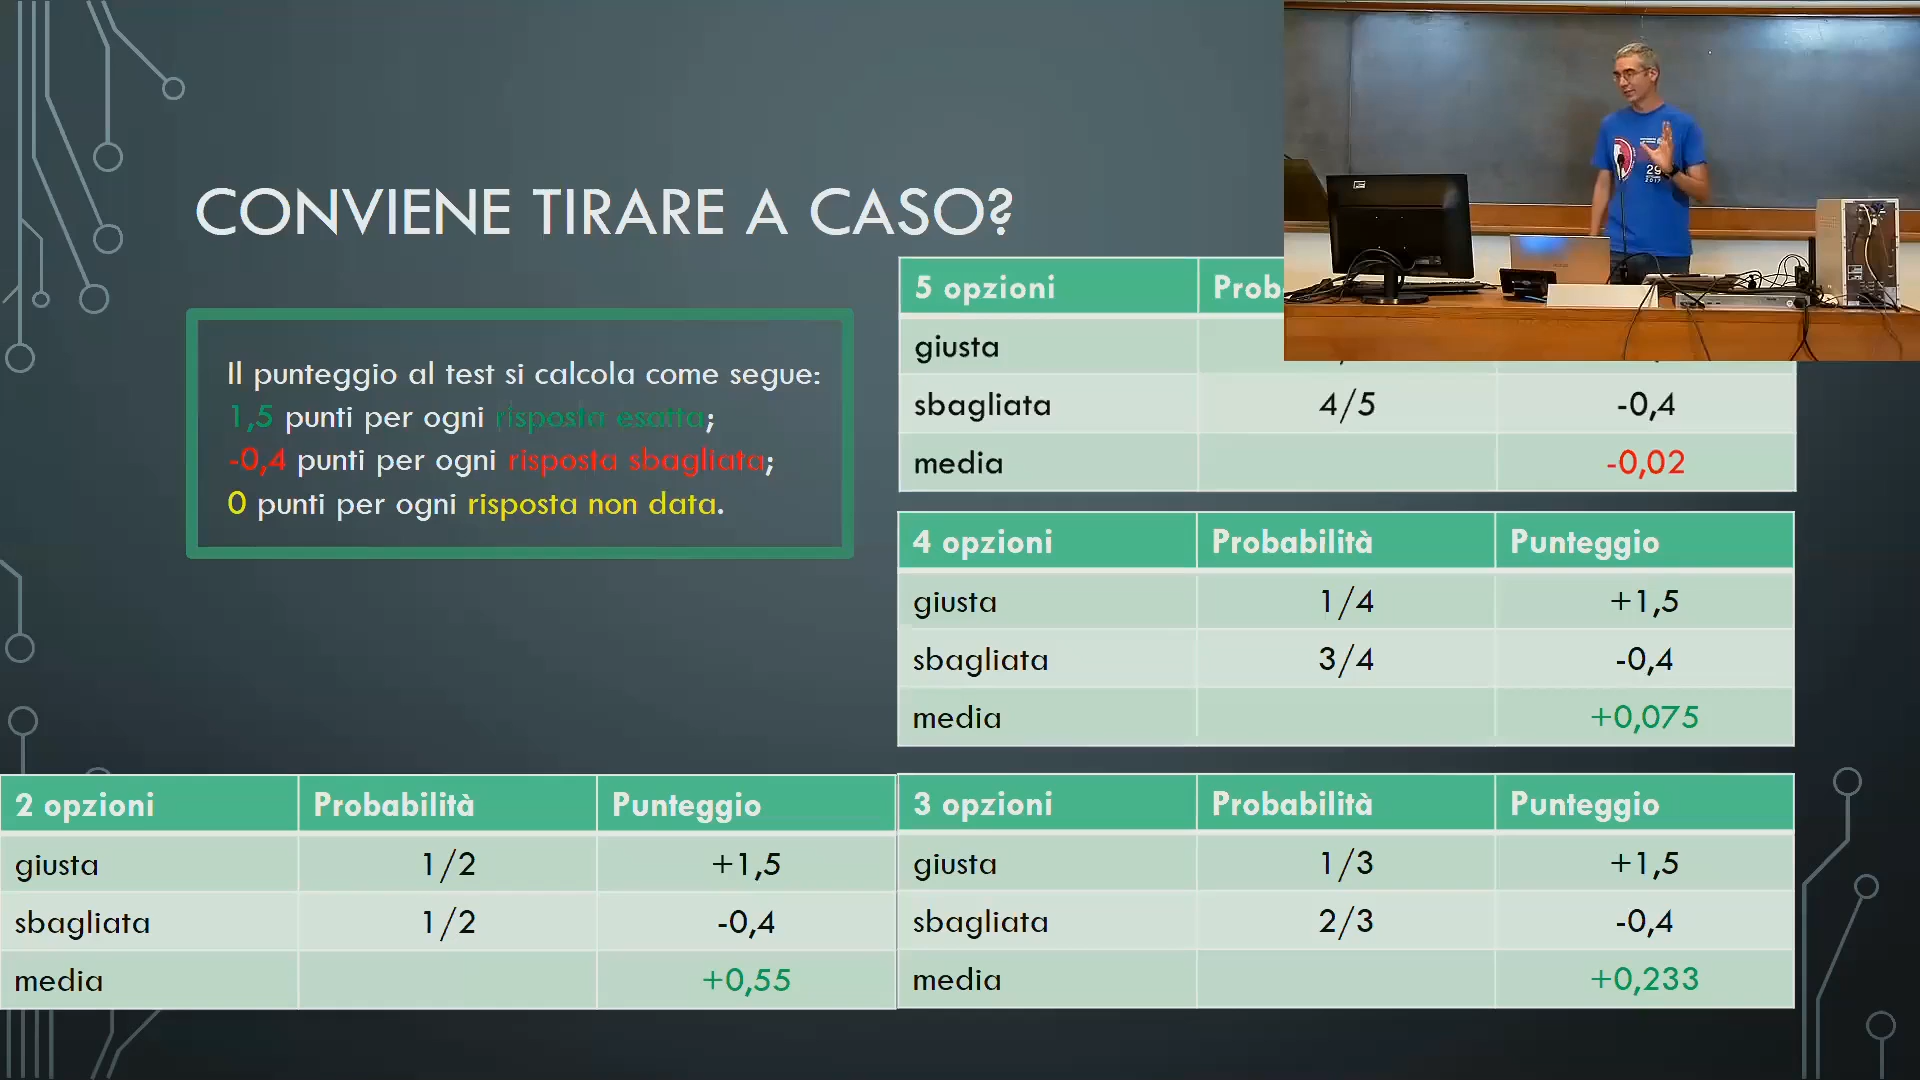 CONVIENE TIRARE A CASO?
Il punteggio al test si calcola come segue:
1,5 punti per ogni risposta esatta;
-0,4 punti per ogni risposta sbagliata;
0 punti per ogni risposta non data.
5 opzioni
giusta
sbagliata 4/5 -0,4
media -0,02
4 opzioni Probabilità Punteggio
giusta 1/4 +1,5
sbagliata 3/4 -0,4
media +0,075
2 opzioni Probabilità Punteggio
giusta 1/2 +1,5
sbagliata 1/2 -0,4
media +0,55
3 opzioni Probabilità Punteggio
giusta 1/3 +1,5
sbagliata 2/3 -0,4
media +0,233
29